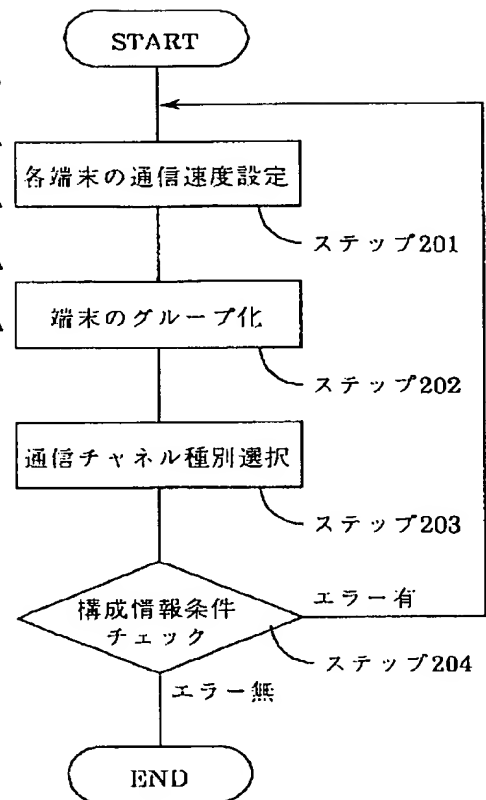 START
各端末の通信速度設定
ステップ201
端末のグループ化
ステップ202
通信チャネル種別選択
ステップ203
構成情報条件
チェック
エラー有
ステップ204
エラー無
END